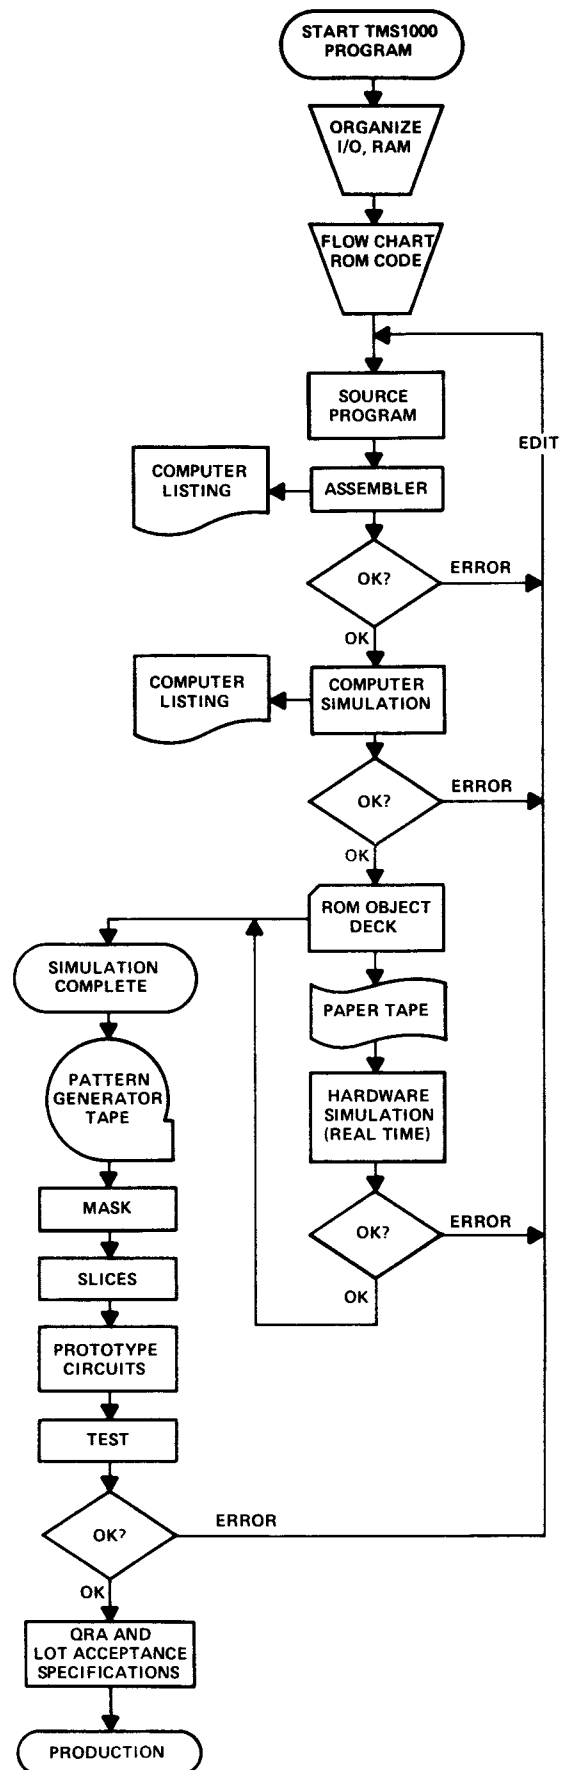 START TMS1000
PROGRAM
ORGANIZE
I/O, RAM
FLOW CHART
ROM CODE
SOURCE
PROGRAM
EDIT
COMPUTER
LISTING
ASSEMBLER
OK?
ERROR
OK
COMPUTER
LISTING
COMPUTER
SIMULATION
OK?
ERROR
OK
ROM OBJECT
DECK
SIMULATION
COMPLETE
PAPER TAPE
PATTERN
GENERATOR
TAPE
HARDWARE
SIMULATION
(REAL TIME)
MASK
OK?
ERROR
OK
SLICES
PROTOTYPE
CIRCUITS
TEST
OK?
ERROR
OK
QRA AND
LOT ACCEPTANCE
SPECIFICATIONS
PRODUCTION